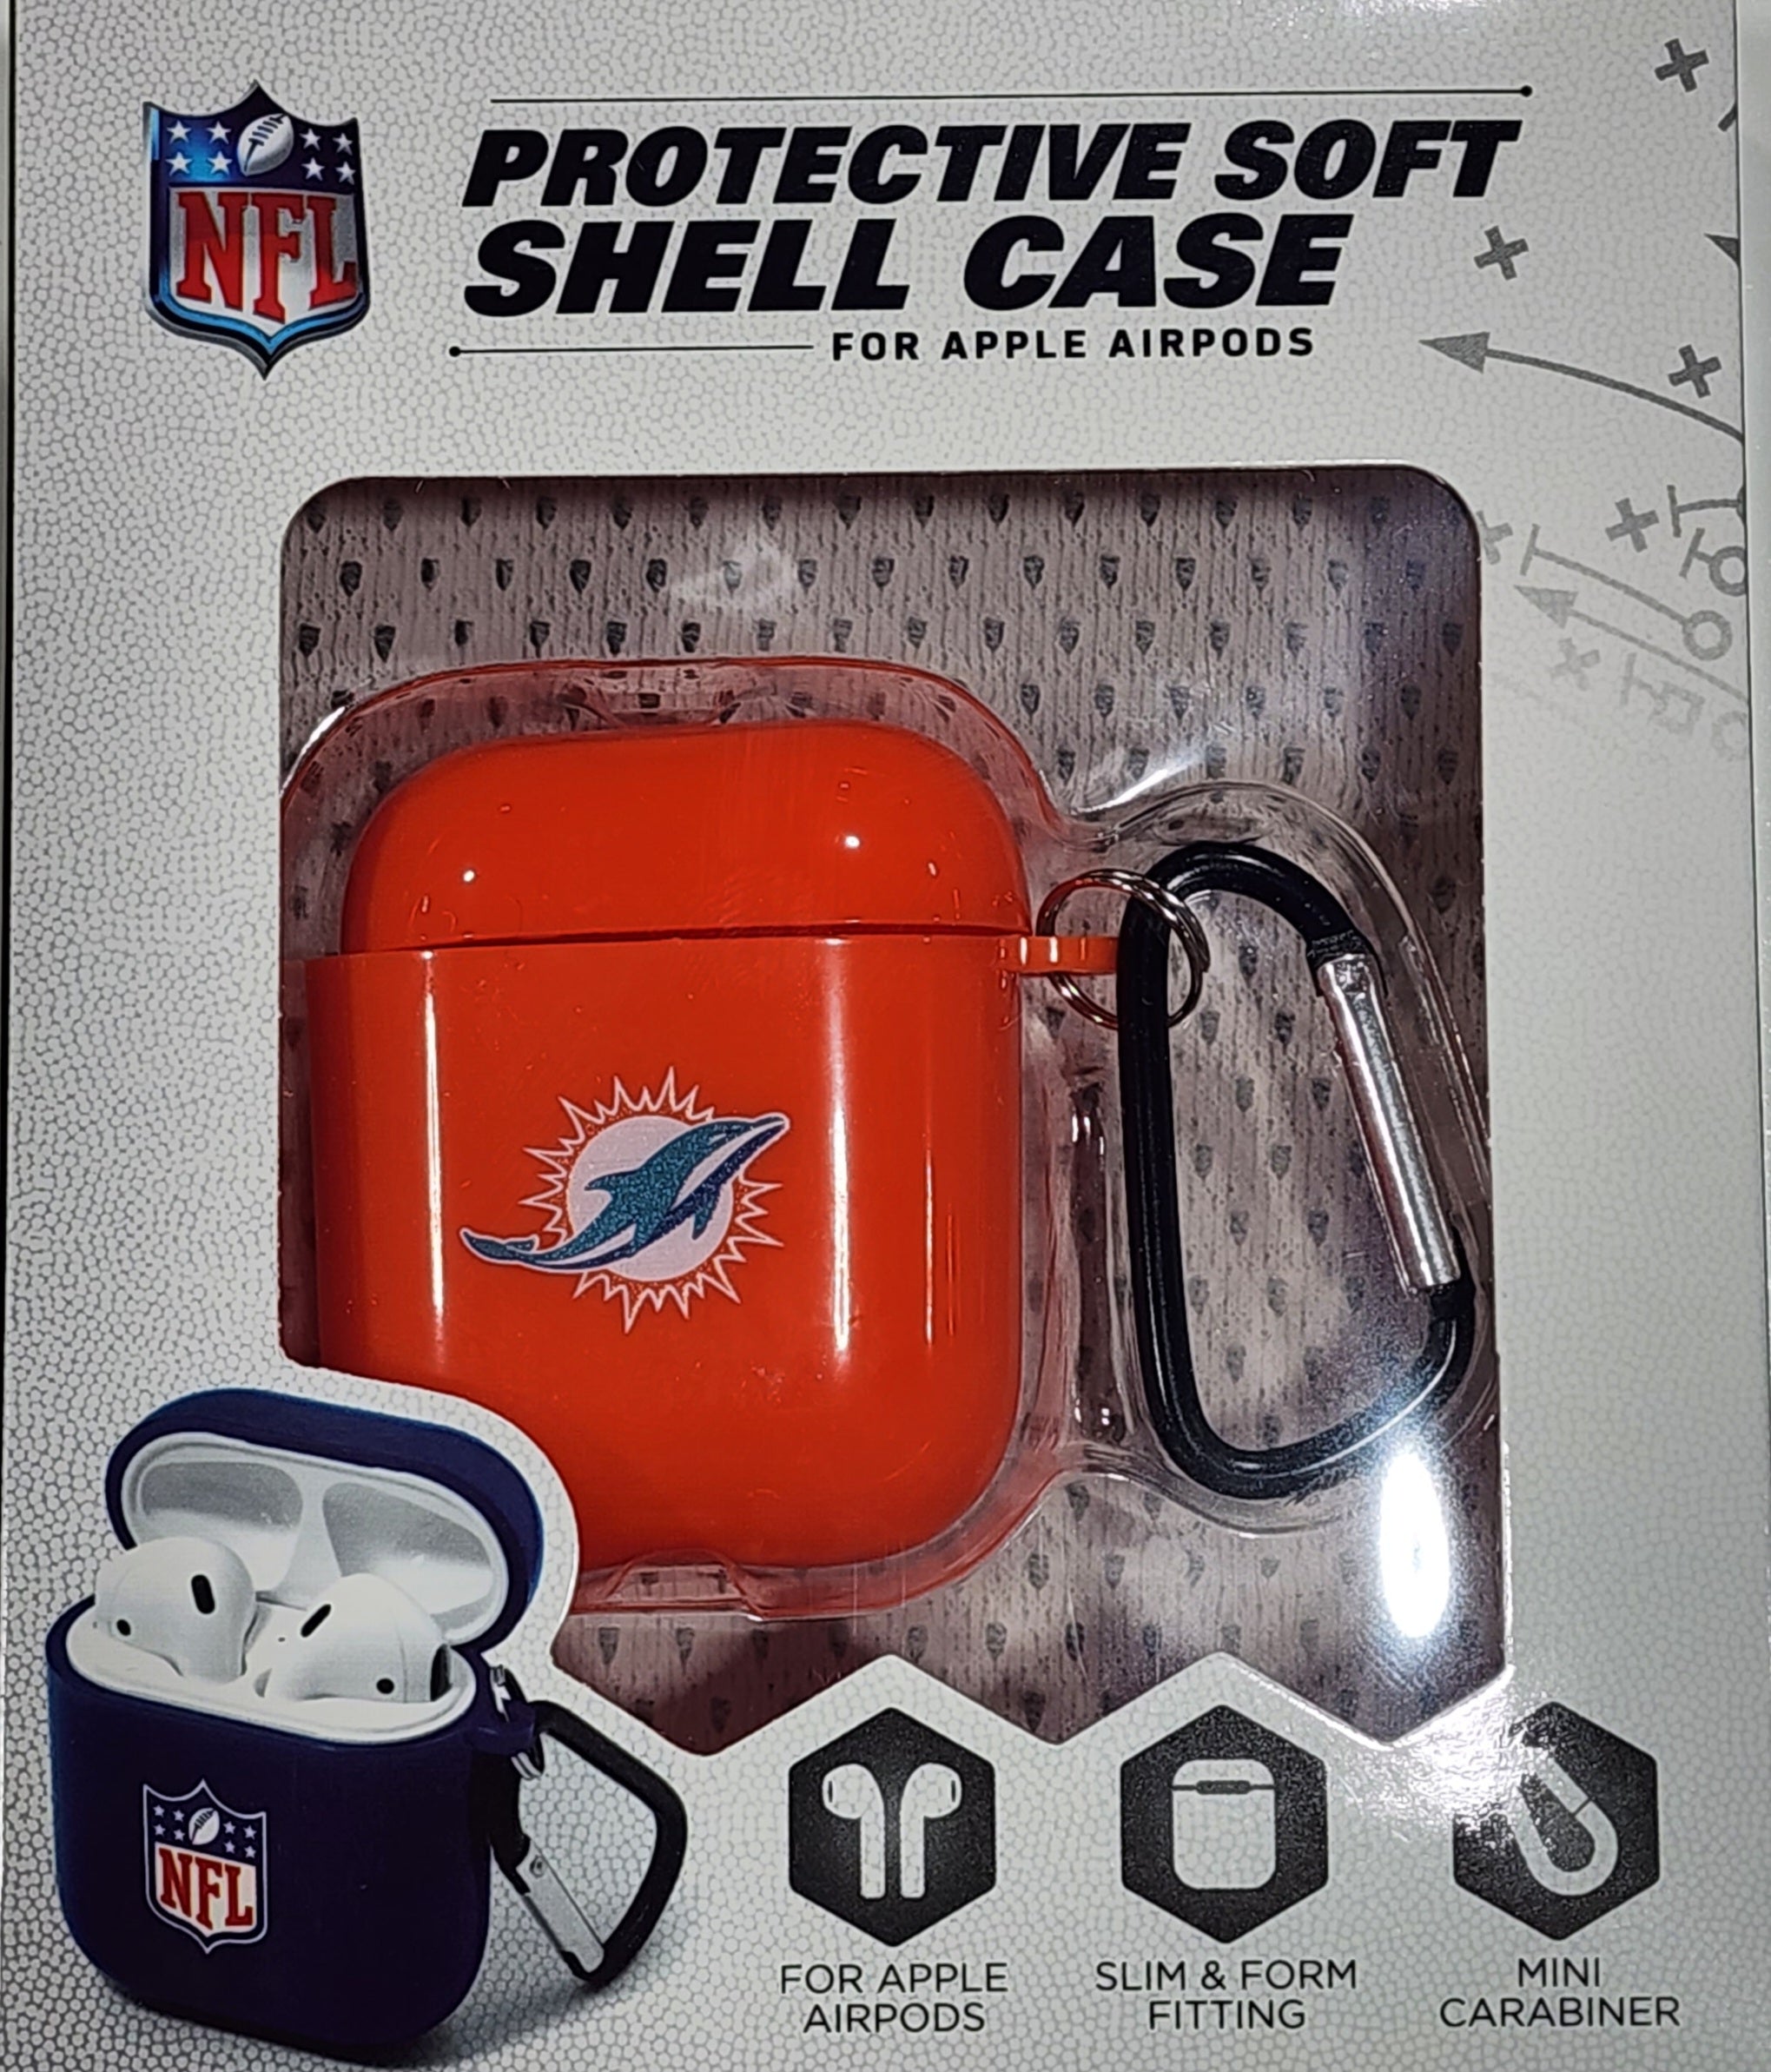 NFL
PROTECTIVE SOFT
SHELL CASE
FOR APPLE AIRPODS
NFL
FOR APPLE
AIRPODS
SLIM & FORM
FITTING
MINI
CARABINER